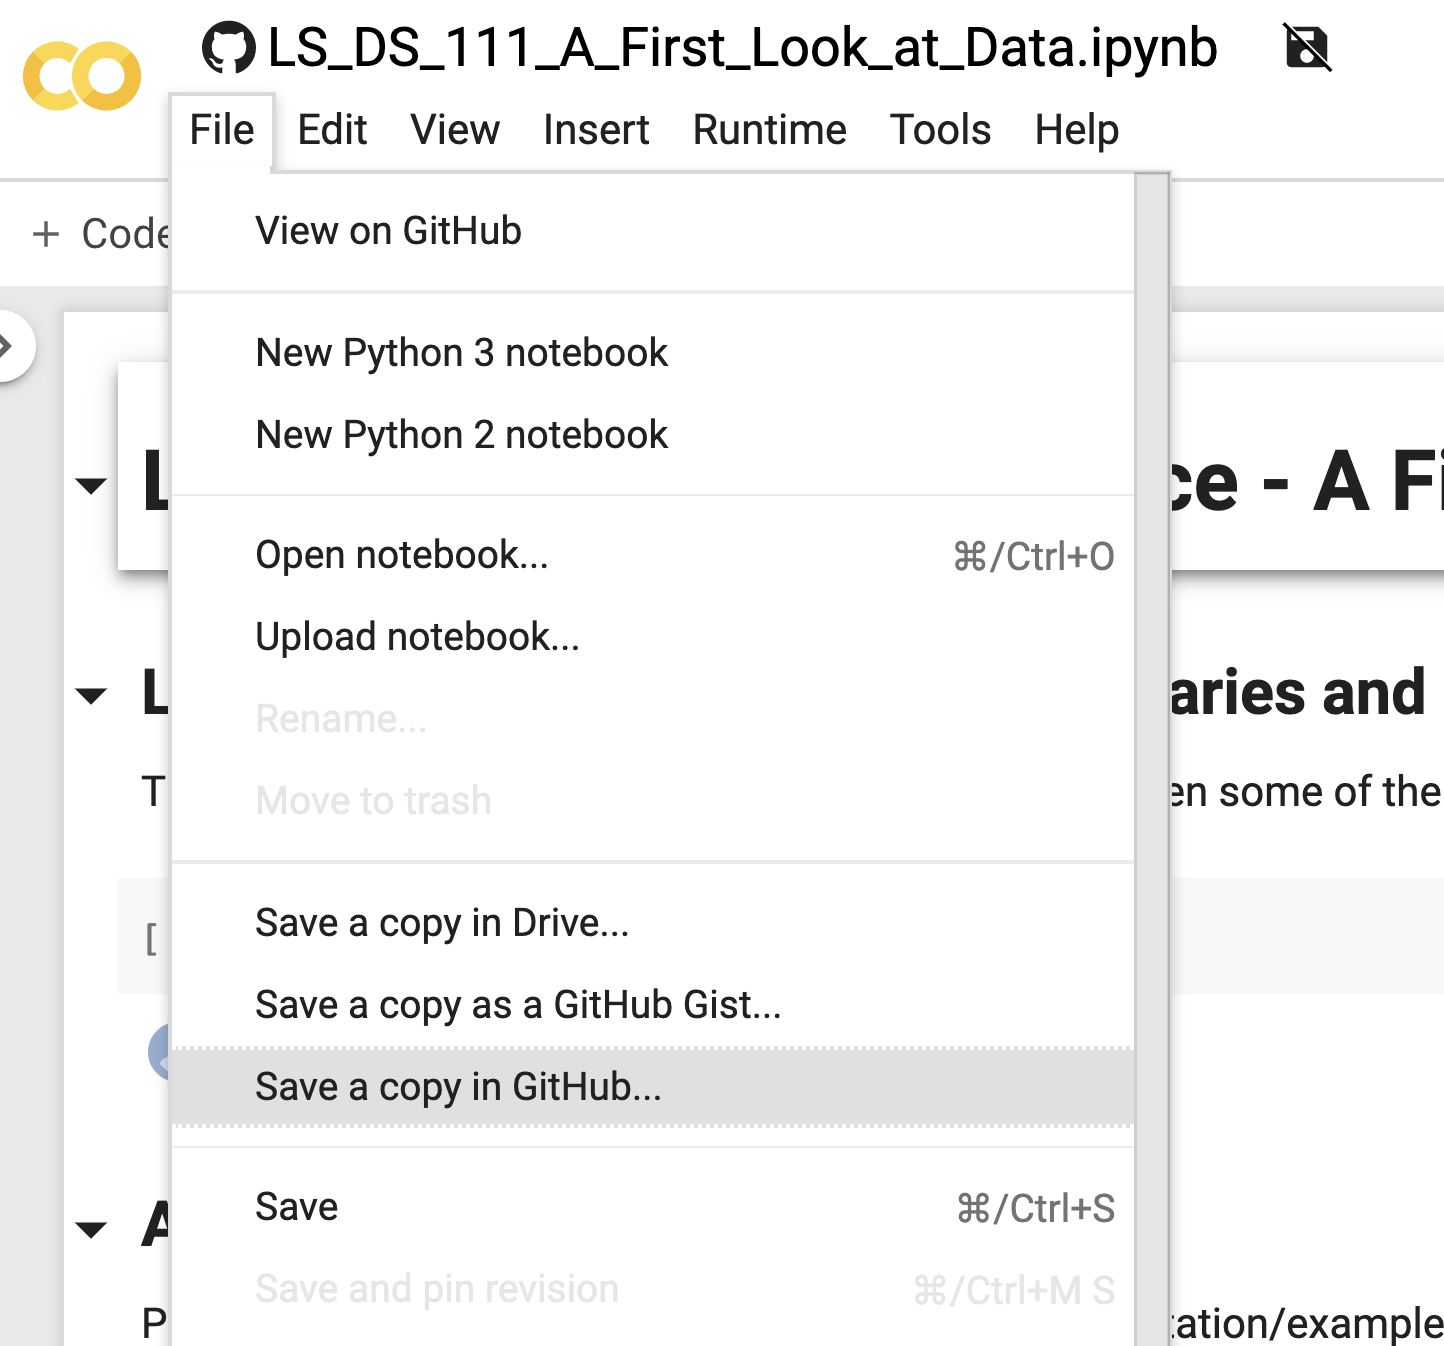 LS_DS_111_A_First_Look_at_Data.ipynb
File Edit View Insert Runtime Tools Help
+ Code
View on GitHub
New Python 3 notebook
New Python 2 notebook
ce - A Fi
Open notebook... ⌘/Ctrl+O
Upload notebook...
L aries and
Rename...
T en some of the
Move to trash
Save a copy in Drive...
[
Save a copy as a GitHub Gist...
Save a copy in GitHub...
Save ⌘/Ctrl+S
A
Save and pin revision ⌘/Ctrl+M S
P tation/example